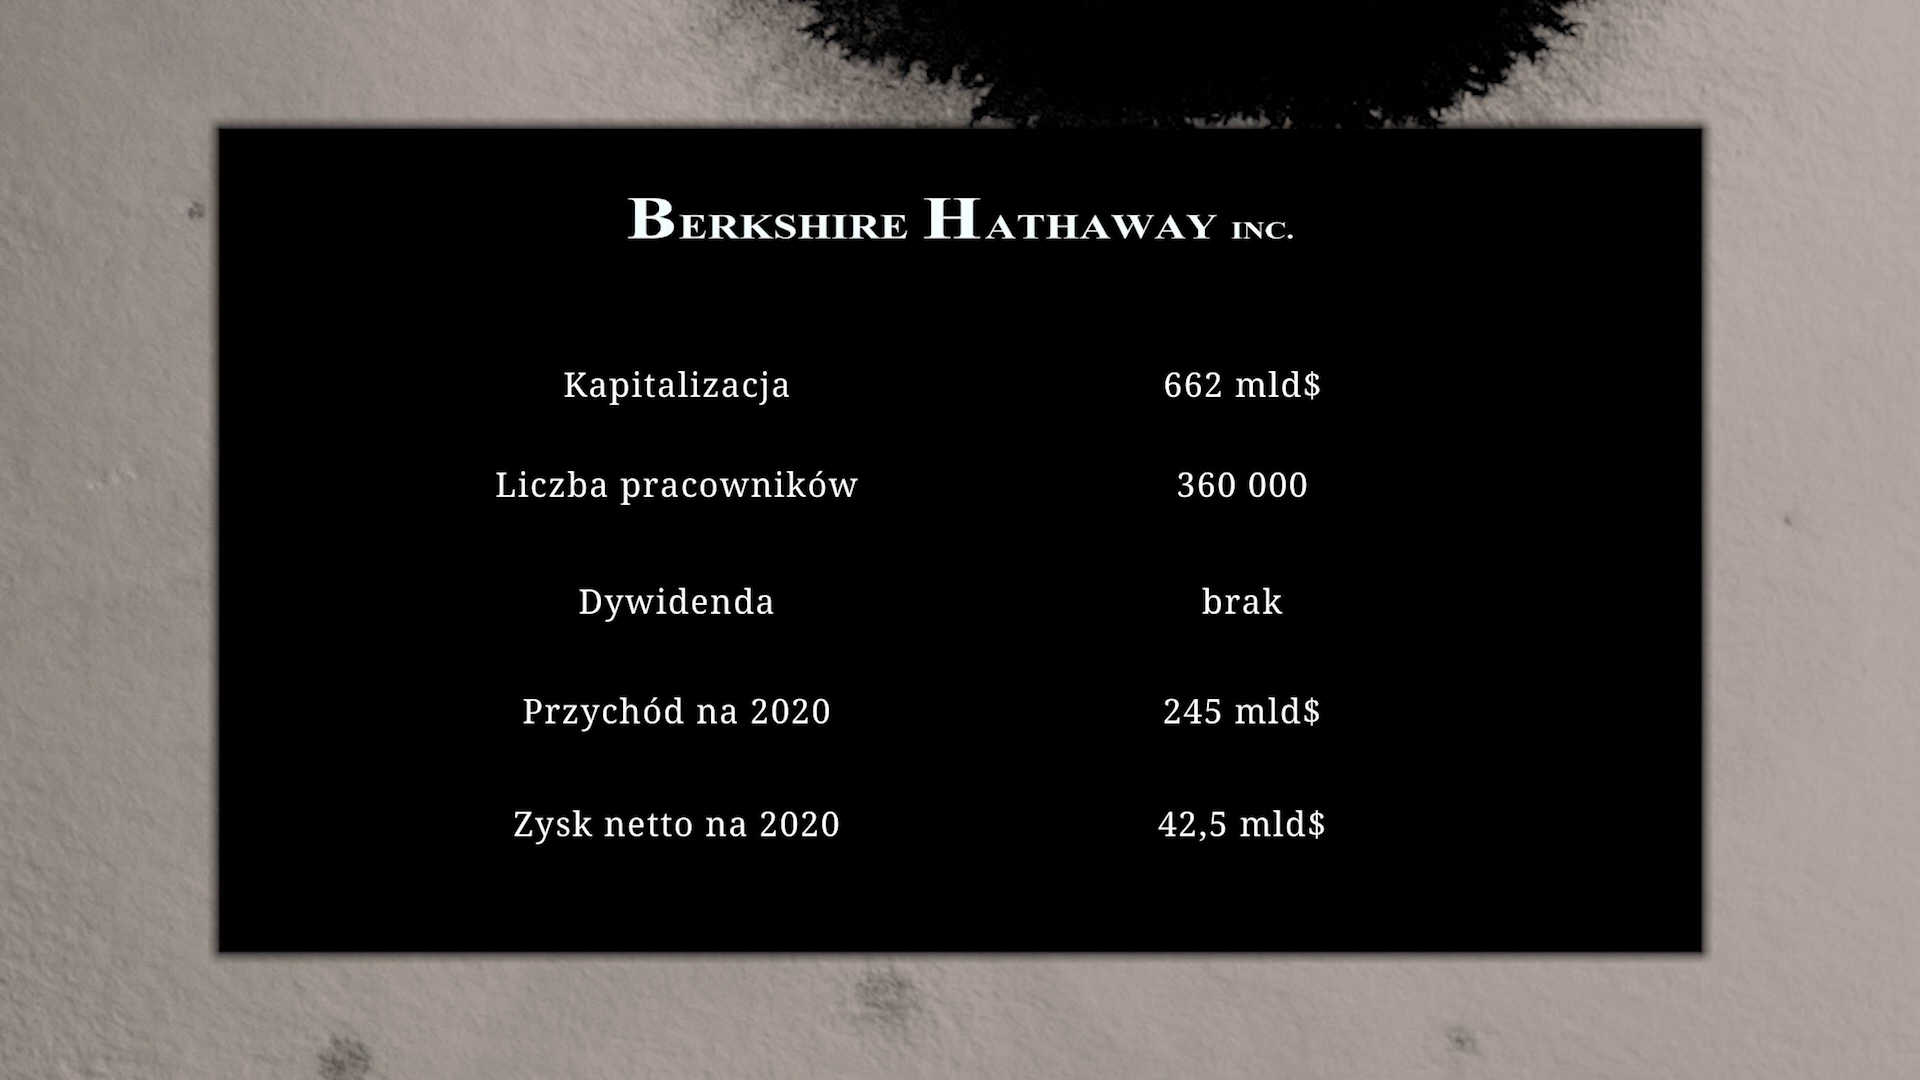 BERKSHIRE HATHAWAY INC.
Kapitalizacja 662 mld$
Liczba pracowników 360 000
Dywidenda brak
Przychód na 2020 245 mld$
Zysk netto na 2020 42,5 mld$